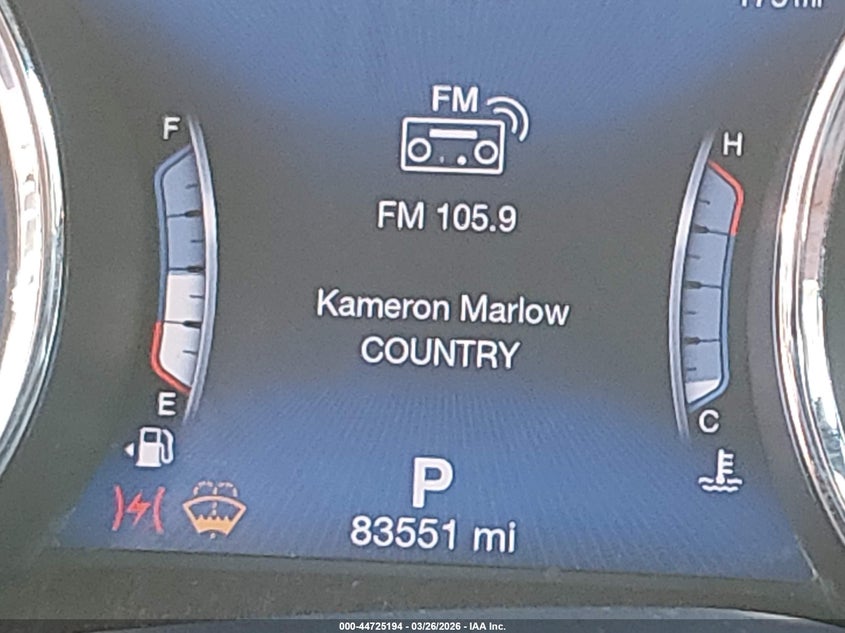 FM
F
H
FM 105.9
Kameron Marlow
COUNTRY
E
C
P
83551 mi
000-44725194 - 03/26/2026 - IAA Inc.